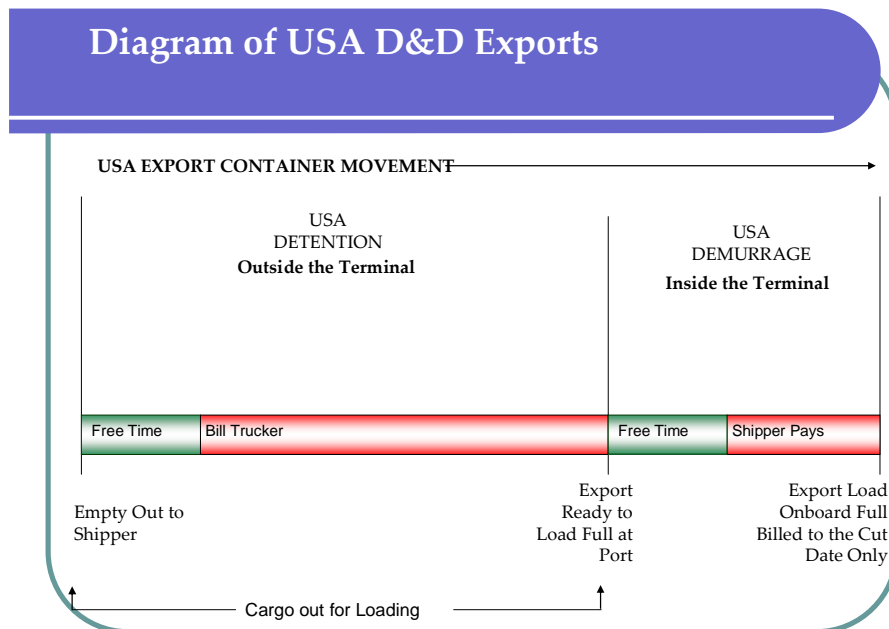 Diagram of USA D&D Exports
USA EXPORT CONTAINER MOVEMENT
USA
DETENTION
Outside the Terminal
USA
DEMURRAGE
Inside the Terminal
Free Time
Bill Trucker
Free Time
Shipper Pays
Empty Out to
Shipper
Export
Ready to
Load Full at
Port
Export Load
Onboard Full
Billed to the Cut
Date Only
Cargo out for Loading